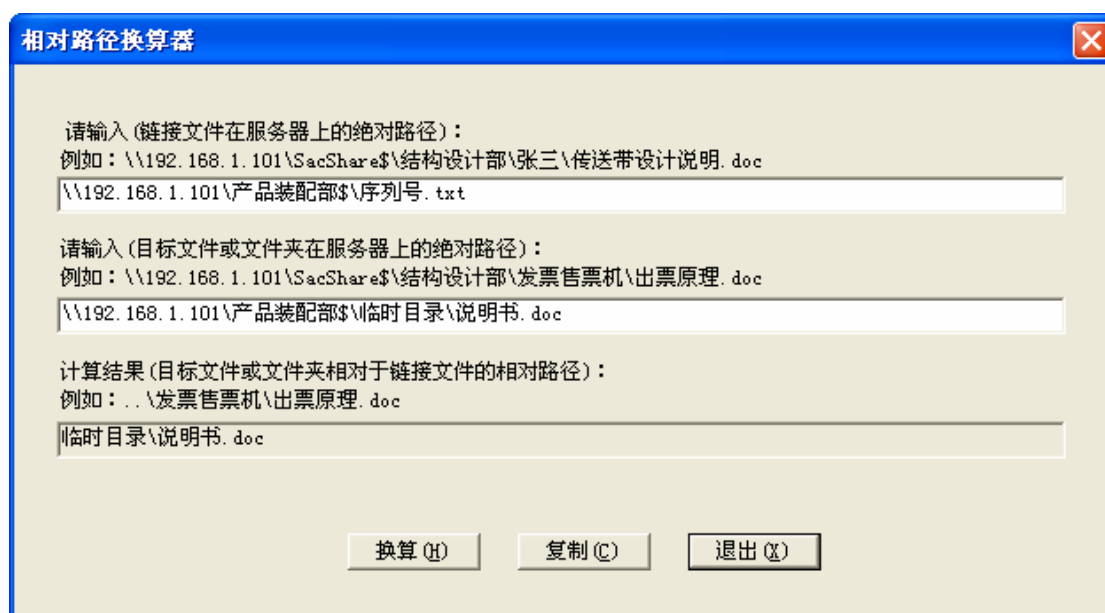 相对路径换算器
请输入(链接文件在服务器上的绝对路径):
例如:\\192.168.1.101\SacShare$\结构设计部\张三\传送带设计说明.doc
\\192.168.1.101\产品装配部$\序列号.txt
请输入(目标文件或文件夹在服务器上的绝对路径):
例如:\\192.168.1.101\SacShare$\结构设计部\发票售票机\出票原理.doc
\\192.168.1.101\产品装配部$\临时目录\说明书.doc
计算结果(目标文件或文件夹相对于链接文件的相对路径):
例如:..\发票售票机\出票原理.doc
临时目录\说明书.doc
换算(H) 复制(C) 退出(X)